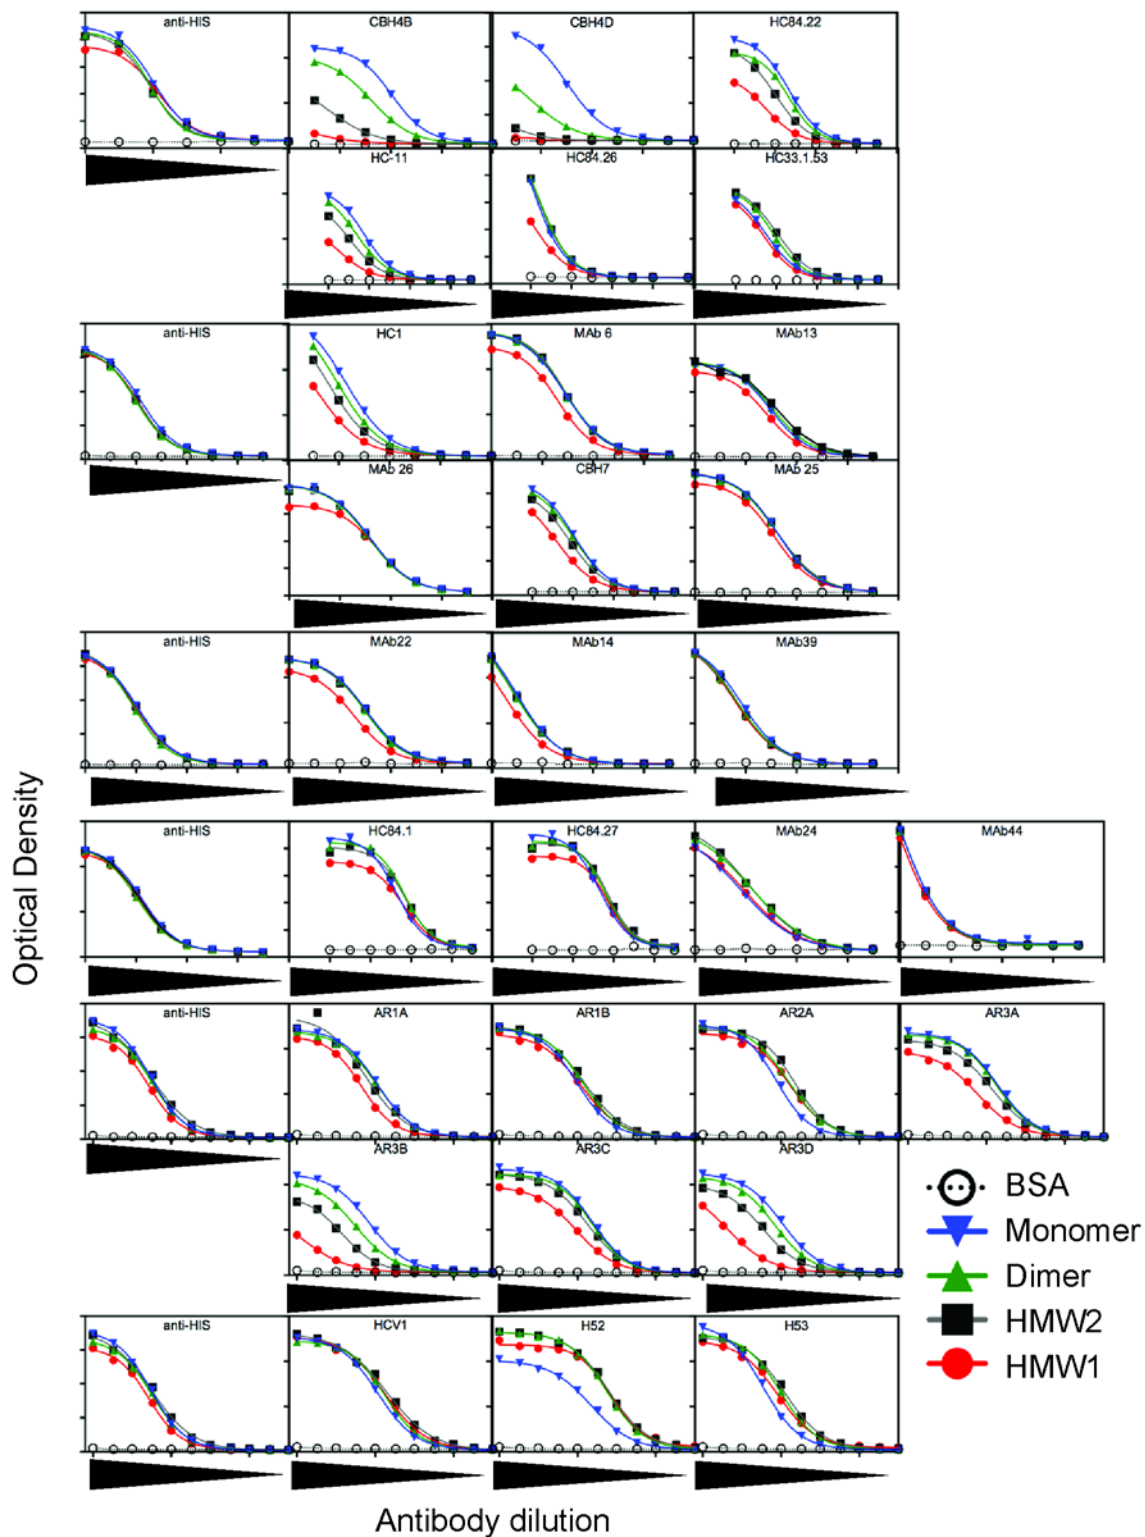 anti-HIS CBH4B CBH4D HC84.22
HC-11 HC84.26 HC33.1.53
anti-HIS HC1 MAb 6 MAb13
MAb 26 CBH7 MAb 25
anti-HIS MAb22 MAb14 MAb39
anti-HIS HC84.1 HC84.27 MAb24 MAb44
anti-HIS AR1A AR1B AR2A AR3A
AR3B AR3C AR3D
anti-HIS HCV1 H52 H53
Optical Density
Antibody dilution
BSA
Monomer
Dimer
HMW2
HMW1